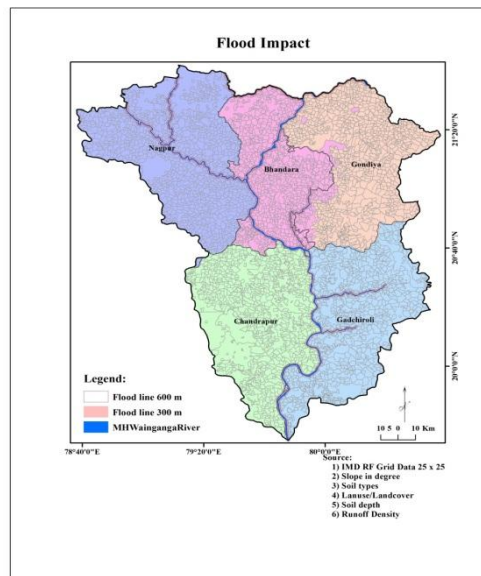 Flood Impact
Nagpur
Bhandara
Gondiya
Chandrapur
Gadchiroli
21°20'0"N
20°40'0"N
20°0'0"N
Legend:
Flood line 600 m
Flood line 300 m
MHWaingangaRiver
10 5 0 10 Km
78°40'0"E 79°20'0"E 80°0'0"E
Source:
1) IMD RF Grid Data 25 x 25
2) Slope in degree
3) Soil types
4) Lanuse/Landcover
5) Soil depth
6) Runoff Density